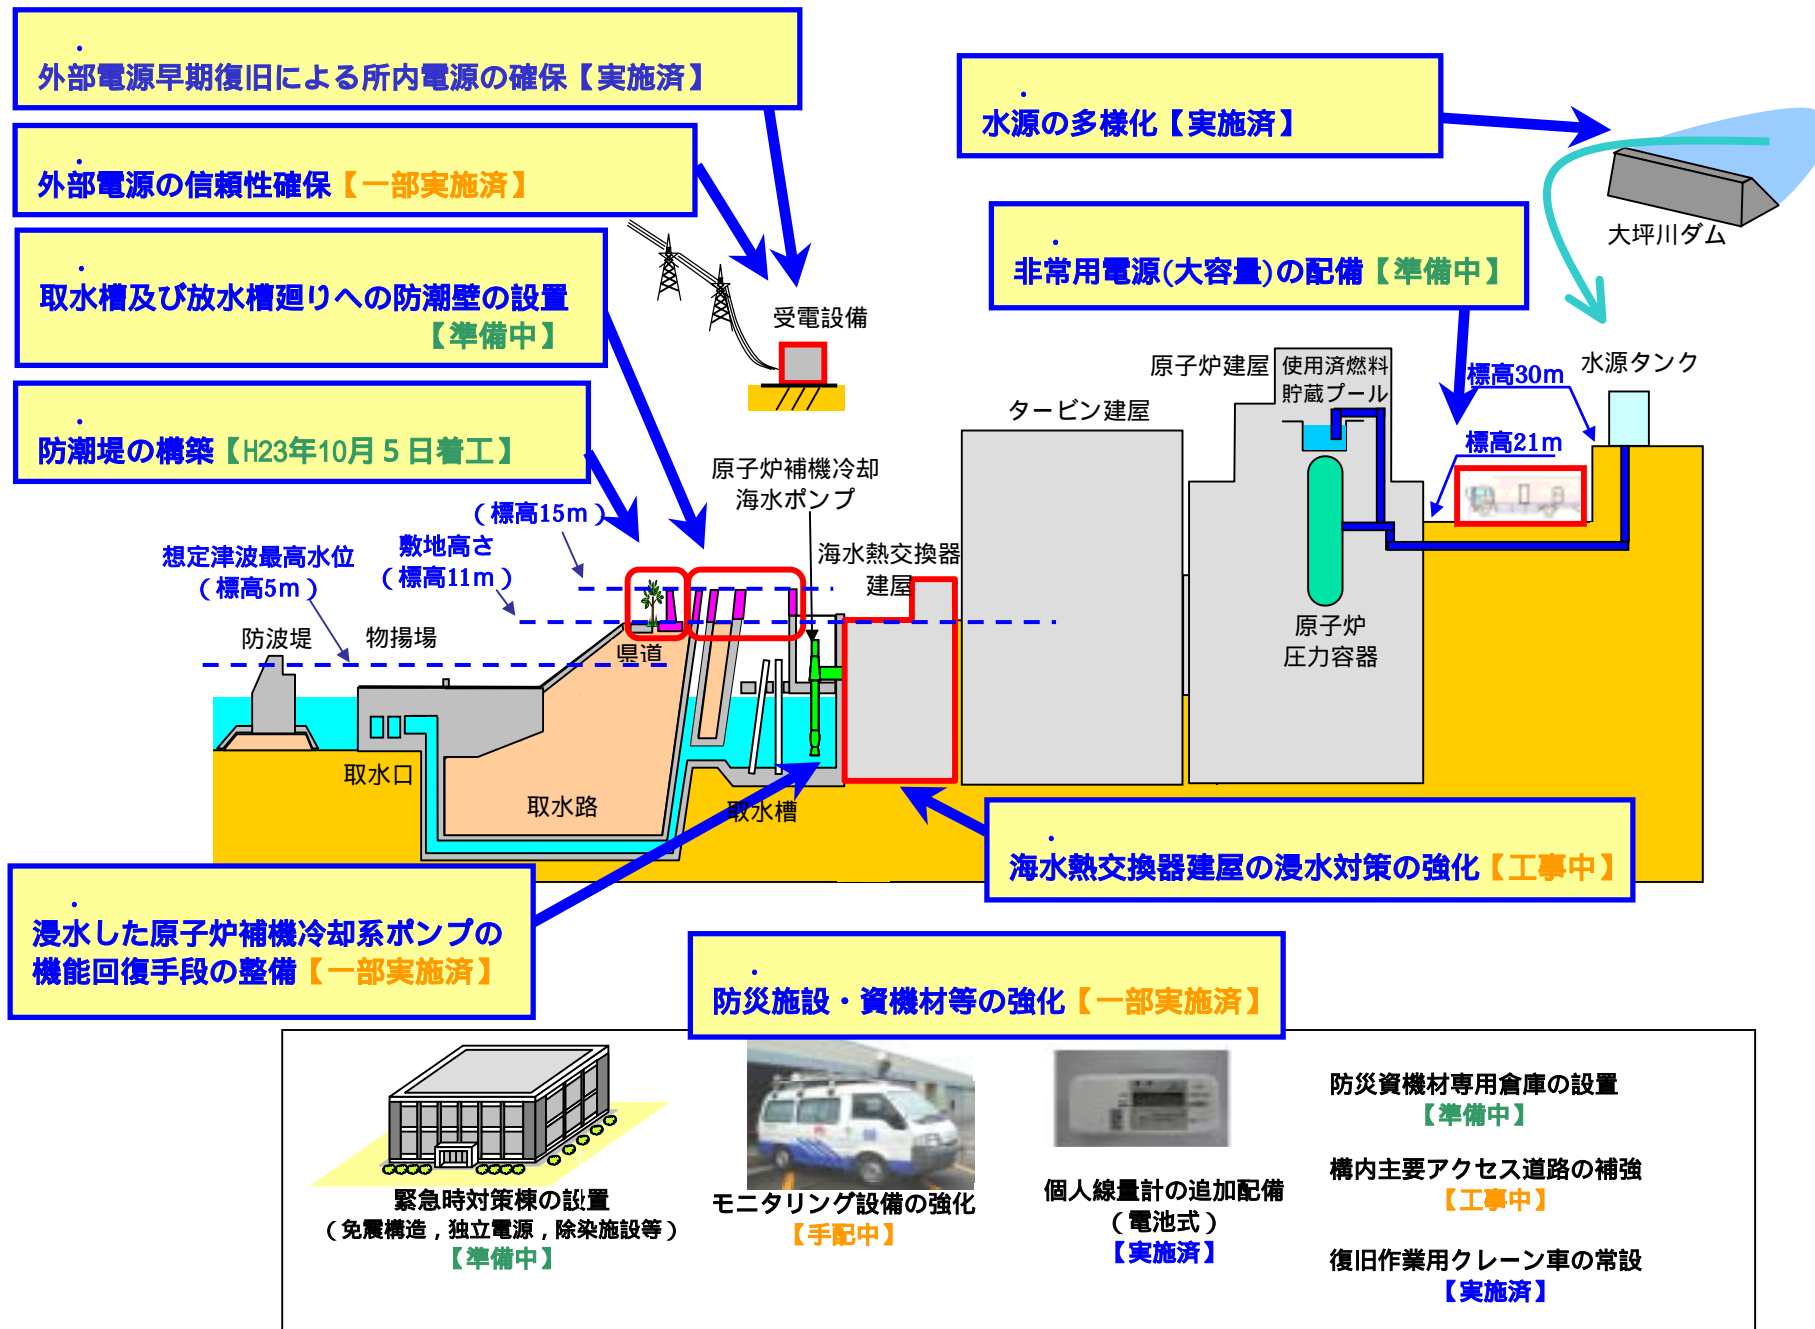 外部電源早期復旧による所内電源の確保【実施済】
外部電源の信頼性確保【一部実施済】
取水槽及び放水槽廻りへの防潮壁の設置
【準備中】
防潮堤の構築【H23年10月５日着工】
水源の多様化【実施済】
大坪川ダム
非常用電源(大容量)の配備【準備中】
受電設備
水源タンク
原子炉建屋
使用済燃料
貯蔵プール
標高30m
標高21m
タービン建屋
原子炉補機冷却
海水ポンプ
（標高15m）
敷地高さ
（標高11m）
想定津波最高水位
（標高5m）
海水熱交換器
建屋
防波堤
物揚場
県道
原子炉
圧力容器
取水口
取水路
取水槽
海水熱交換器建屋の浸水対策の強化【工事中】
浸水した原子炉補機冷却系ポンプの
機能回復手段の整備【一部実施済】
防災施設・資機材等の強化【一部実施済】
緊急時対策棟の設置
（免震構造，独立電源，除染施設等）
【準備中】
モニタリング設備の強化
【手配中】
個人線量計の追加配備
（電池式）
【実施済】
防災資機材専用倉庫の設置
【準備中】
構内主要アクセス道路の補強
【工事中】
復旧作業用クレーン車の常設
【実施済】